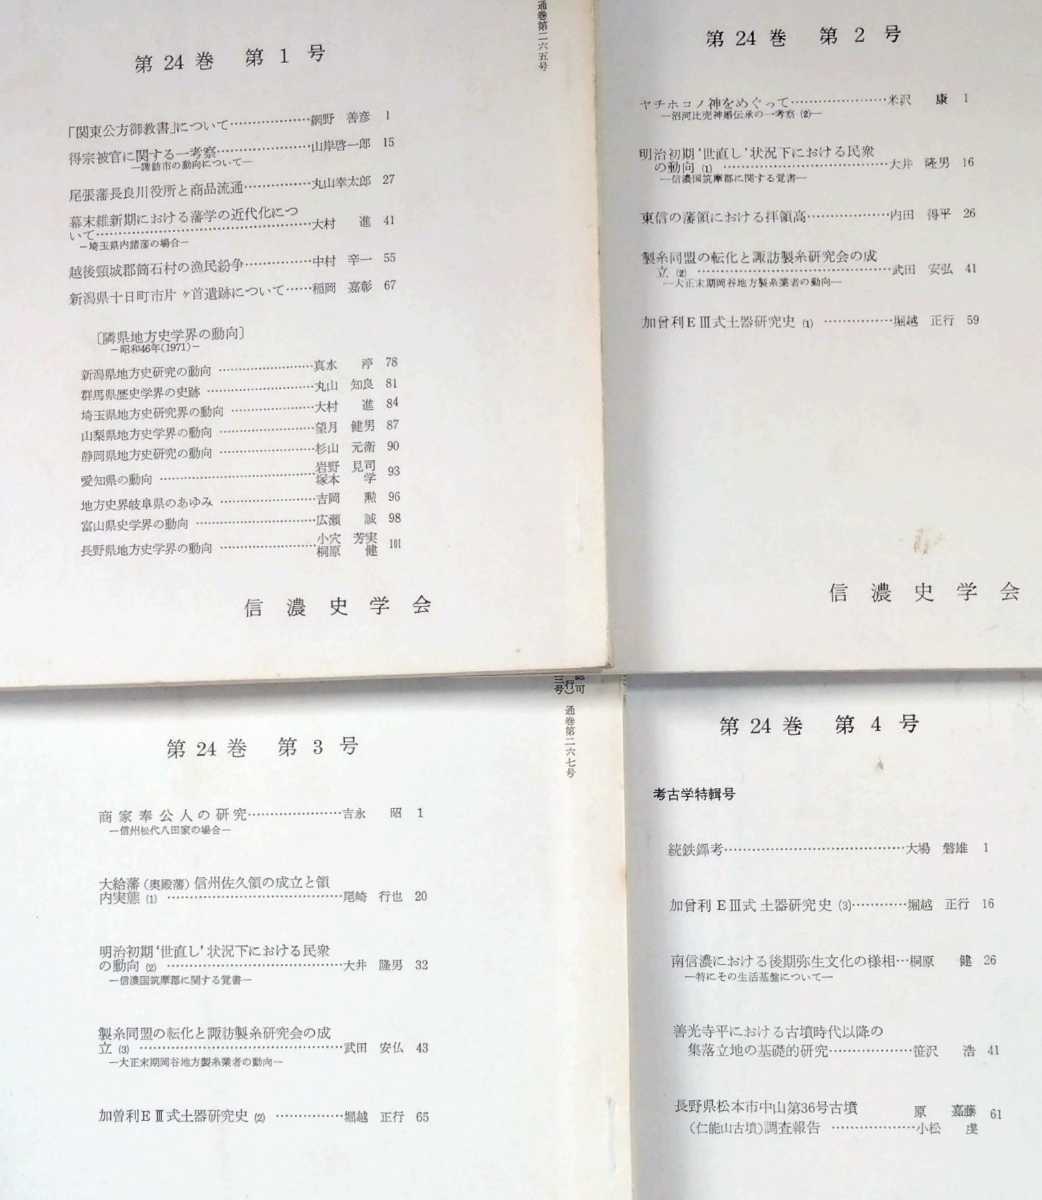 通巻第二六五号
第24巻 第1号
「関東公方御教書」について………………網野 善彦 1
得宗被官に関する一考察…………………山岸啓一郎 15
―諏訪市の動向について―
尾張藩長良川役所と商品流通……………丸山幸太郎 27
幕末維新期における藩学の近代化につ
いて……………………………………………大村 進 41
―埼玉県内諸藩の場合―
越後頸城郡筒石村の漁民紛争……………中村 辛一 55
新潟県十日町市片ヶ首遺跡について……稲岡 嘉彰 67
〔隣県地方史学界の動向〕
―昭和46年(1971)―
新潟県地方史研究の動向……………………真水 淳 78
群馬県歴史学界の史跡………………………丸山 知良 81
埼玉県地方史研究界の動向…………………大村 進 84
山梨県地方史学界の動向……………………望月 健男 87
静岡県地方史研究の動向……………………杉山 元衛 90
愛知県の動向…………………………………岩野 見司 93
塚本 学
地方史界岐阜県のあゆみ……………………吉岡 勲 96
富山県史学界の動向…………………………広瀬 誠 98
長野県地方史学界の動向……………………小穴 芳実 101
桐原 健
信濃史学会
第24巻 第2号
ヤチホコノ神をめぐって…………………米沢 康 1
―沼河比売神婚伝承の一考察(2)―
明治初期'世直し'状況下における民衆
の動向(1)……………………………………大井 隆男 16
―信濃国筑摩郡に関する覚書―
東信の藩領における拝領高………………内田 得平 26
製糸同盟の転化と諏訪製糸研究会の成
立(2)…………………………………………武田 安弘 41
―大正末期岡谷地方製糸業者の動向―
加曾利EⅢ式土器研究史(1)……………堀越 正行 59
信濃史学会
三号
通巻第二六七号
第24巻 第3号
商家奉公人の研究…………………吉永 昭 1
―信州松代八田家の場合―
大給藩(奥殿藩)信州佐久領の成立と領
内実態(1)……………………………………尾崎 行也 20
明治初期'世直し'状況下における民衆
の動向(2)……………………………………大井 隆男 32
―信濃国筑摩郡に関する覚書―
製糸同盟の転化と諏訪製糸研究会の成
立(3)…………………………………………武田 安仏 43
―大正末期岡谷地方製糸業者の動向―
加曽利EⅢ式土器研究史(2)……………堀越 正行 65
第24巻 第4号
考古学特輯号
銃鉄鐸考……………………………………大場 磐雄 1
加曾利EⅢ式土器研究史(3)…………堀越 正行 16
南信濃における後期弥生文化の様相…桐原 健 26
―特にその生活基盤について―
善光寺平における古墳時代以降の
集落立地の基礎的研究………………笹沢 浩 41
長野県松本市中山第36号古墳 原 嘉藤 61
(仁能山古墳)調査報告………………小松 虔